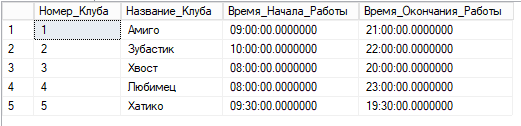 Номер_Клуба Название_Клуба Время_Начала_Работы Время_Окончания_Работы
1 1 Амиго 09:00:00.0000000 21:00:00.0000000
2 2 Зубастик 10:00:00.0000000 22:00:00.0000000
3 3 Хвост 08:00:00.0000000 20:00:00.0000000
4 4 Любимец 08:00:00.0000000 23:00:00.0000000
5 5 Хатико 09:30:00.0000000 19:30:00.0000000